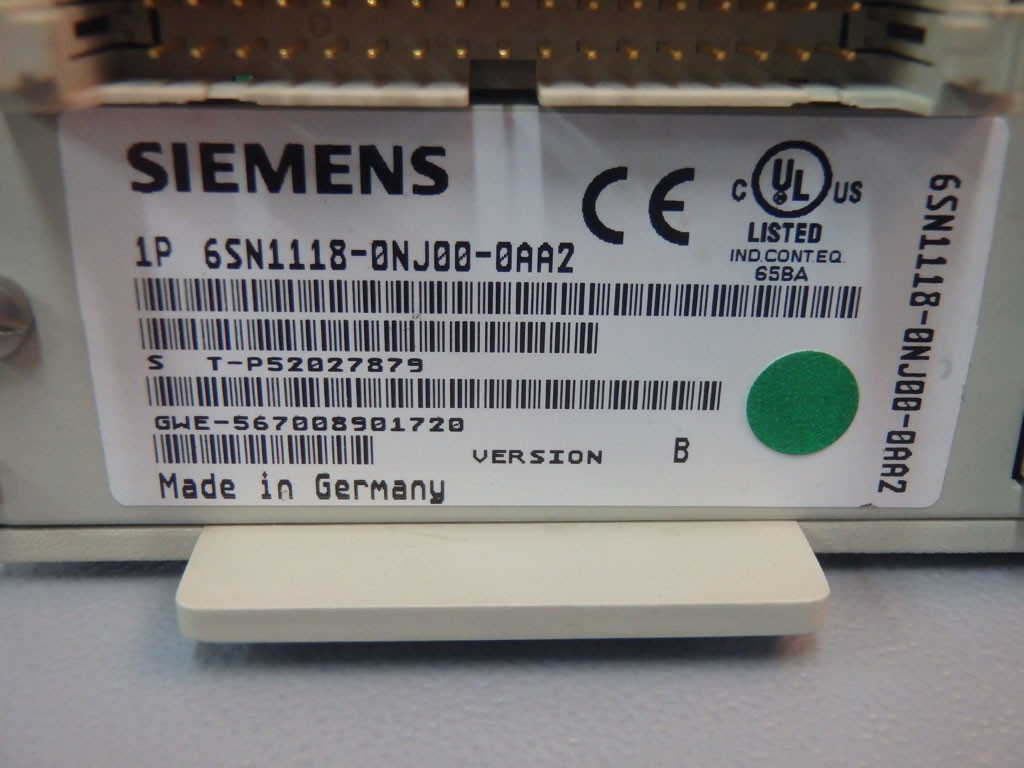 SIEMENS
CE
C UL US
LISTED
IND.CONT.EQ.
65BA
1P 6SN1118-0NJ00-0AA2
S T-P52027879
GWE-567008901720
VERSION B
Made in Germany
6SN1118-0NJ00-0AA2